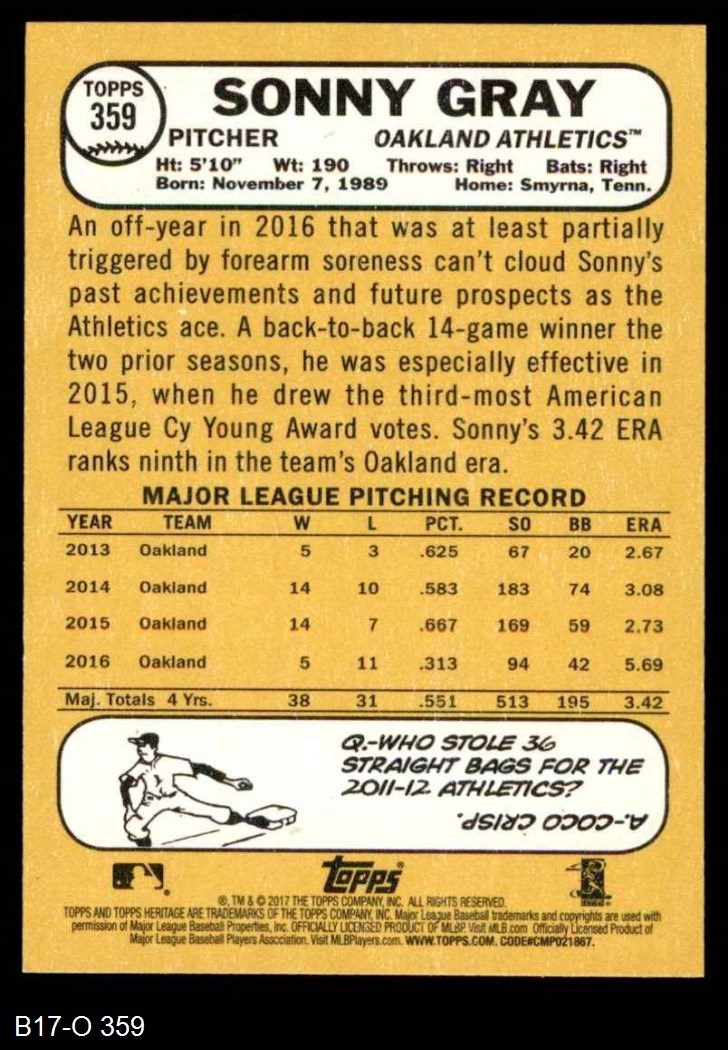 TOPPS
359
SONNY GRAY
PITCHER OAKLAND ATHLETICS™
Ht: 5'10" Wt: 190 Throws: Right Bats: Right
Born: November 7, 1989 Home: Smyrna, Tenn.
An off-year in 2016 that was at least partially
triggered by forearm soreness can't cloud Sonny's
past achievements and future prospects as the
Athletics ace. A back-to-back 14-game winner the
two prior seasons, he was especially effective in
2015, when he drew the third-most American
League Cy Young Award votes. Sonny's 3.42 ERA
ranks ninth in the team's Oakland era.
MAJOR LEAGUE PITCHING RECORD
YEAR TEAM W L PCT. SO BB ERA
2013 Oakland 5 3 .625 67 20 2.67
2014 Oakland 14 10 .583 183 74 3.08
2015 Oakland 14 7 .667 169 59 2.73
2016 Oakland 5 11 .313 94 42 5.69
Maj. Totals 4 Yrs. 38 31 .551 513 195 3.42
Q.-WHO STOLE 36
STRAIGHT BAGS FOR THE
2011-12 ATHLETICS?
A.-COCO CRISP.
topps®
®, TM & © 2017 THE TOPPS COMPANY, INC. ALL RIGHTS RESERVED.
TOPPS AND TOPPS HERITAGE ARE TRADEMARKS OF THE TOPPS COMPANY, INC. Major League Baseball trademarks and copyrights are used with
permission of Major League Baseball Properties, Inc. OFFICIALLY LICENSED PRODUCT OF MLBP Visit MLB.com Officially Licensed Product of
Major League Baseball Players Association. Visit MLBPlayers.com. WWW.TOPPS.COM. CODE#CMP021867.
B17-O 359